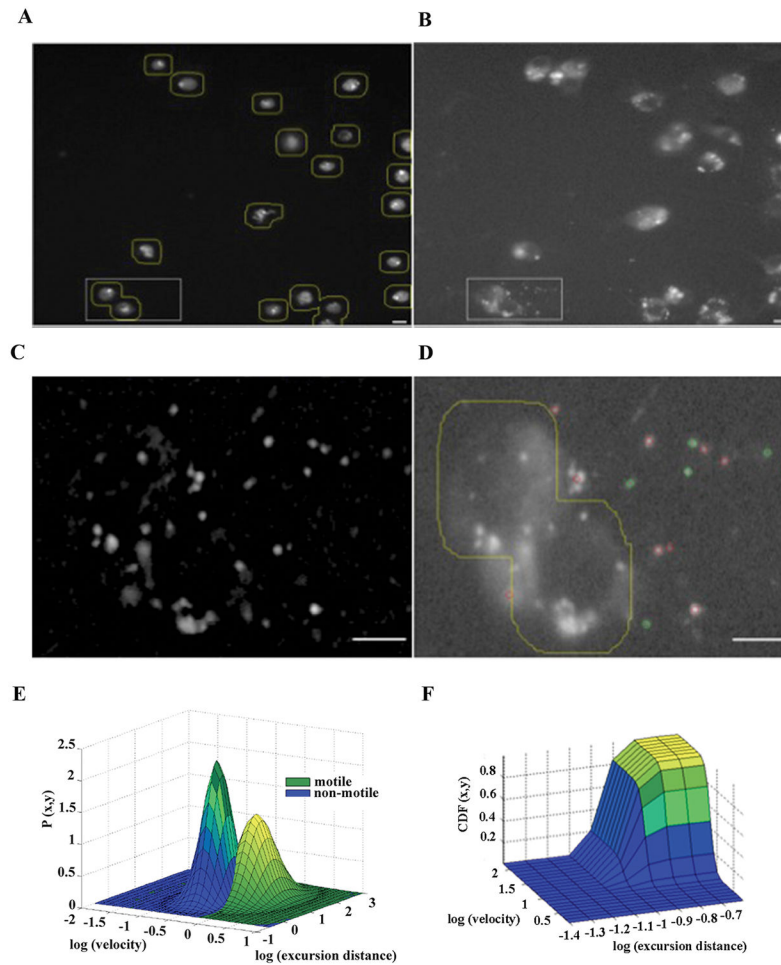 A
B
C
D
E
2.5
2
1.5
1
0.5
0
P (x,y)
motile
non-motile
-2 -1.5 -1 -0.5 0 0.5 1
log (velocity)
-1 0 1 2 3
log (excursion distance)
F
0.8
0.6
0.4
0.2
CDF (x,y)
2
1.5
1
0.5
log (velocity)
-1.4 -1.3 -1.2 -1.1 -1 -0.9 -0.8 -0.7
log (excursion distance)